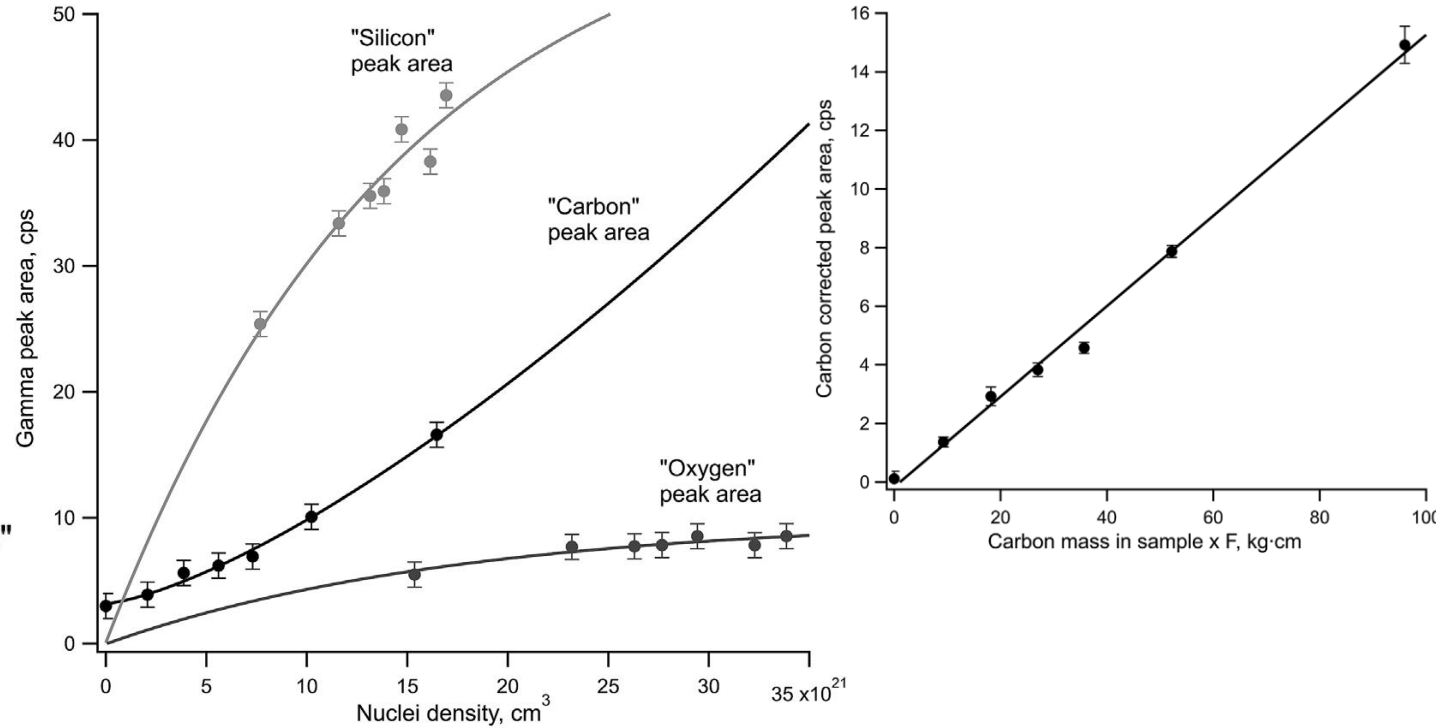 50
40
30
20
10
0
Gamma peak area, cps
"Silicon"
peak area
"Carbon"
peak area
"Oxygen"
peak area
"
0 5 10 15 20 25 30 35 x10²¹
Nuclei density, cm³
16
14
12
10
8
6
4
2
0
Carbon corrected peak area, cps
0 20 40 60 80 100
Carbon mass in sample x F, kg·cm